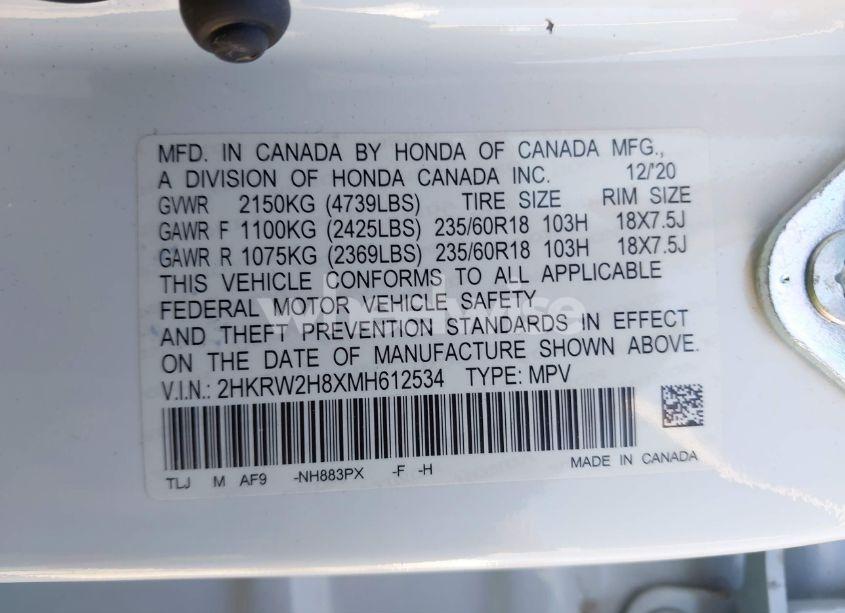 MFD. IN CANADA BY HONDA OF CANADA MFG.,
A DIVISION OF HONDA CANADA INC. 12/'20
GVWR 2150KG (4739LBS) TIRE SIZE RIM SIZE
GAWR F 1100KG (2425LBS) 235/60R18 103H 18X7.5J
GAWR R 1075KG (2369LBS) 235/60R18 103H 18X7.5J
THIS VEHICLE CONFORMS TO ALL APPLICABLE
FEDERAL MOTOR VEHICLE SAFETY
AND THEFT PREVENTION STANDARDS IN EFFECT
ON THE DATE OF MANUFACTURE SHOWN ABOVE.
V.I.N.: 2HKRW2H8XMH612534 TYPE: MPV
TLJ M AF9 -NH883PX -F -H MADE IN CANADA